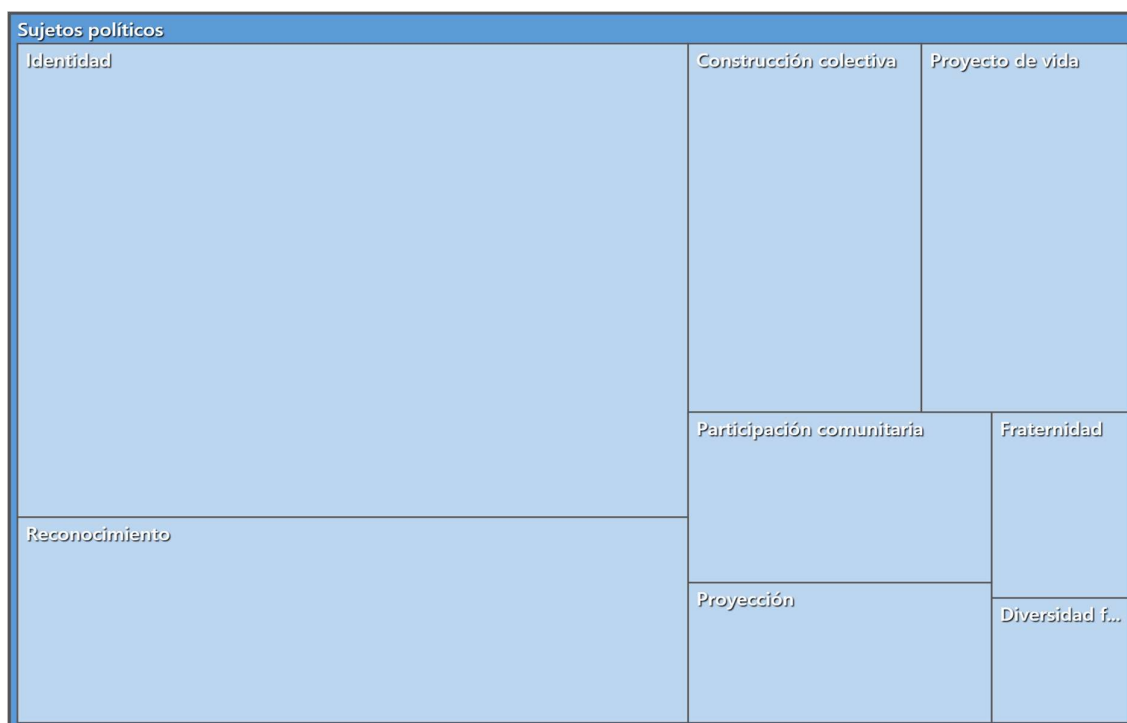 Sujetos políticos
Identidad
Construcción colectiva
Proyecto de vida
Participación comunitaria
Fraternidad
Reconocimiento
Proyección
Diversidad f...